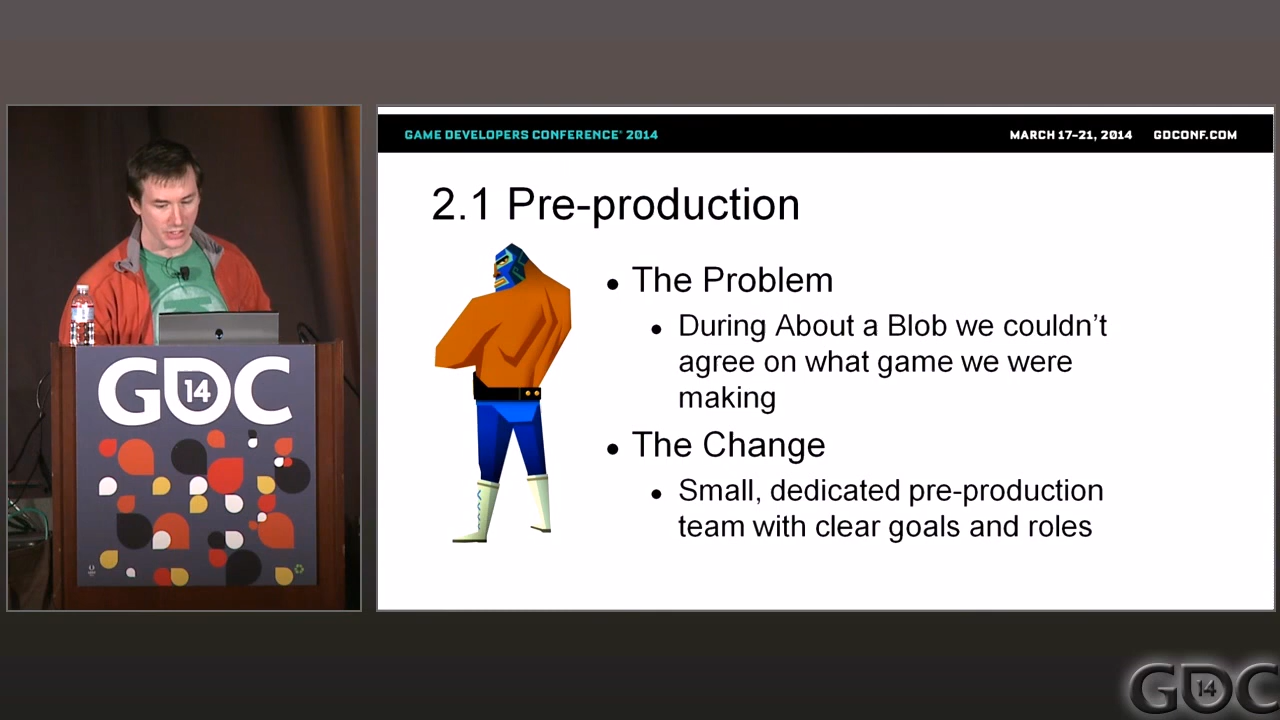 GAME DEVELOPERS CONFERENCE® 2014
MARCH 17–21, 2014 GDCONF.COM
2.1 Pre-production
• The Problem
• During About a Blob we couldn’t
agree on what game we were
making
• The Change
• Small, dedicated pre-production
team with clear goals and roles
GDC
14
GDC
14